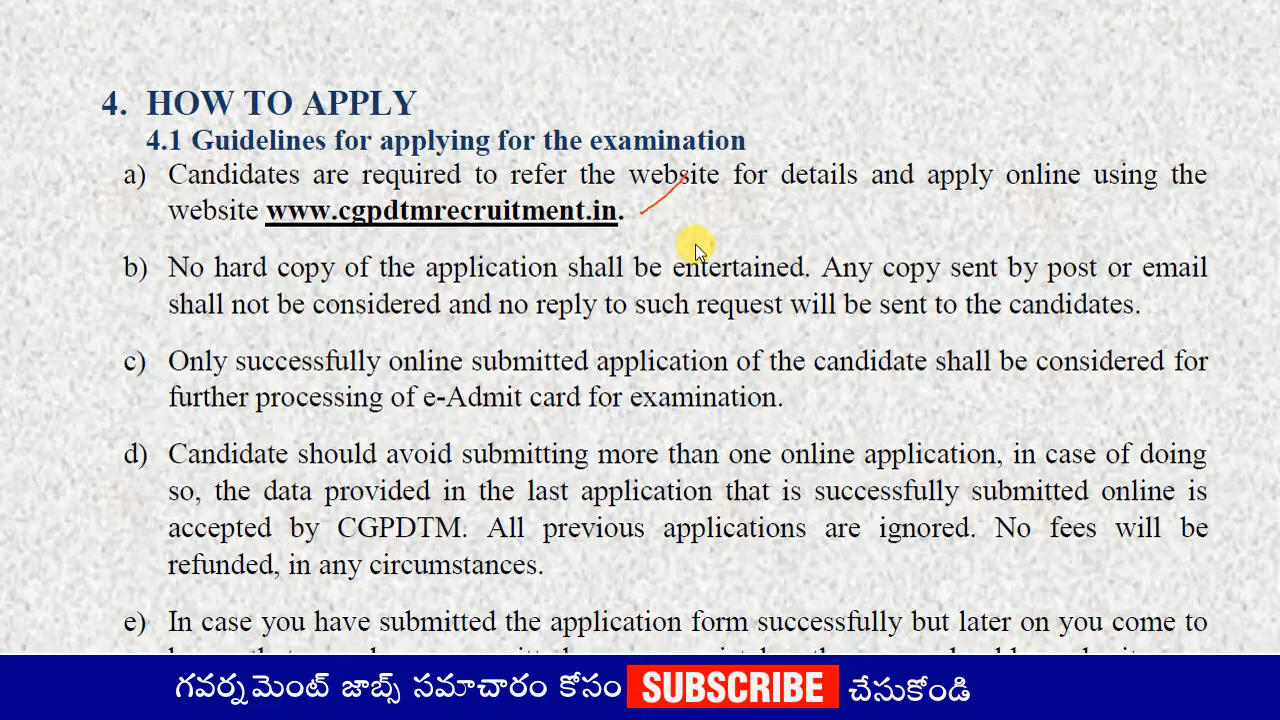 4. HOW TO APPLY
4.1 Guidelines for applying for the examination
a) Candidates are required to refer the website for details and apply online using the
website www.cgpdtmrecruitment.in.
b) No hard copy of the application shall be entertained. Any copy sent by post or email
shall not be considered and no reply to such request will be sent to the candidates.
c) Only successfully online submitted application of the candidate shall be considered for
further processing of e-Admit card for examination.
d) Candidate should avoid submitting more than one online application, in case of doing
so, the data provided in the last application that is successfully submitted online is
accepted by CGPDTM. All previous applications are ignored. No fees will be
refunded, in any circumstances.
e) In case you have submitted the application form successfully but later on you come to
గవర్నమెంట్ జాబ్స్ సమాచారం కోసం SUBSCRIBE చేసుకోండి